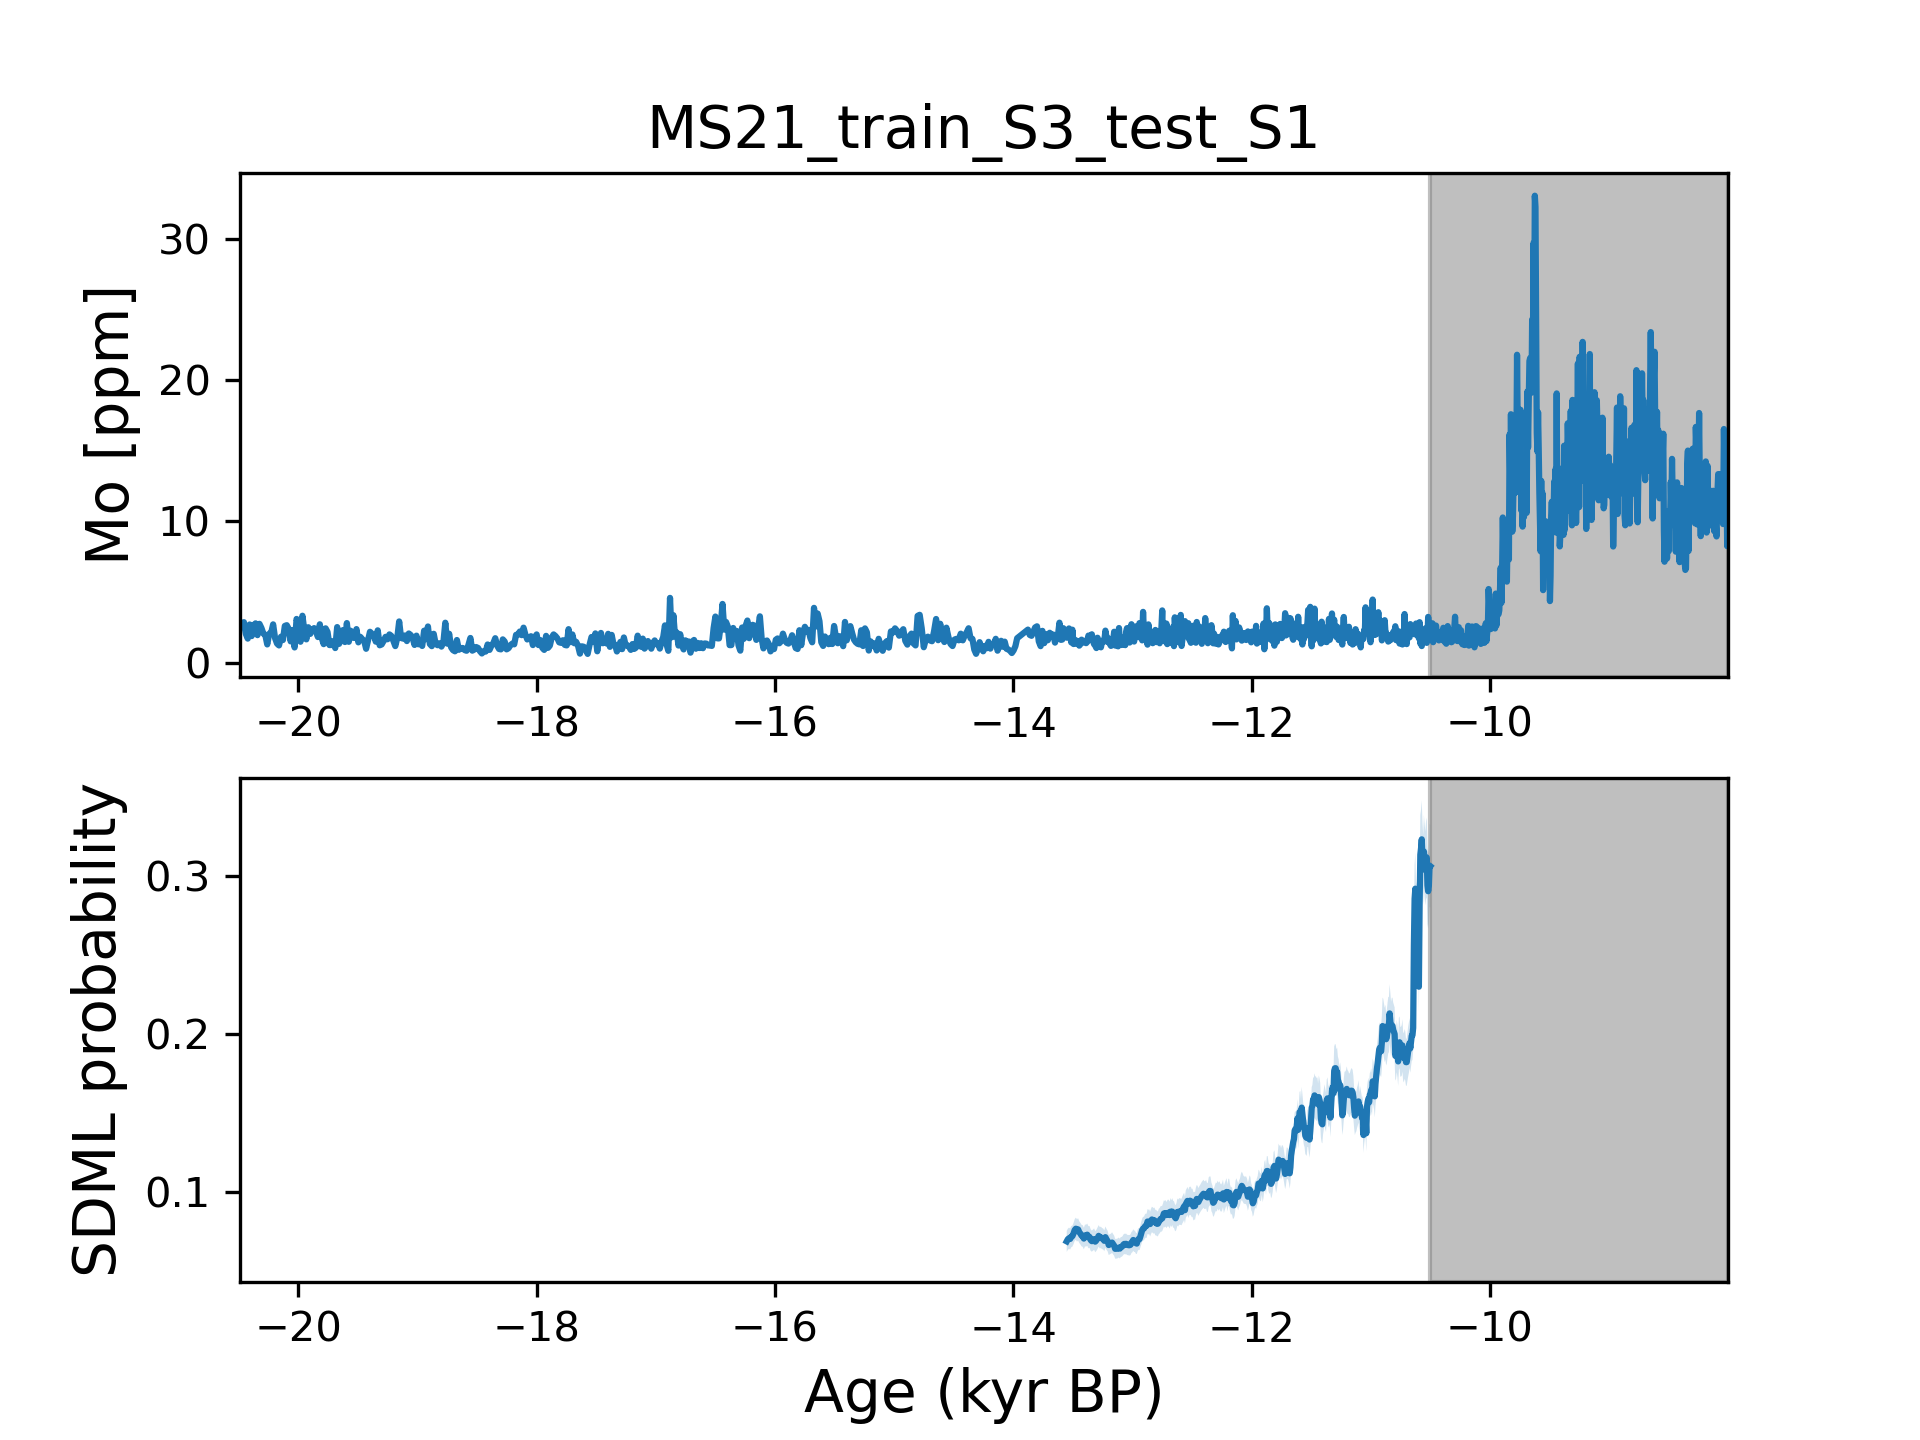 MS21_train_S3_test_S1
Mo [ppm]
30
20
10
0
−20 −18 −16 −14 −12 −10
SDML probability
0.3
0.2
0.1
−20 −18 −16 −14 −12 −10
Age (kyr BP)